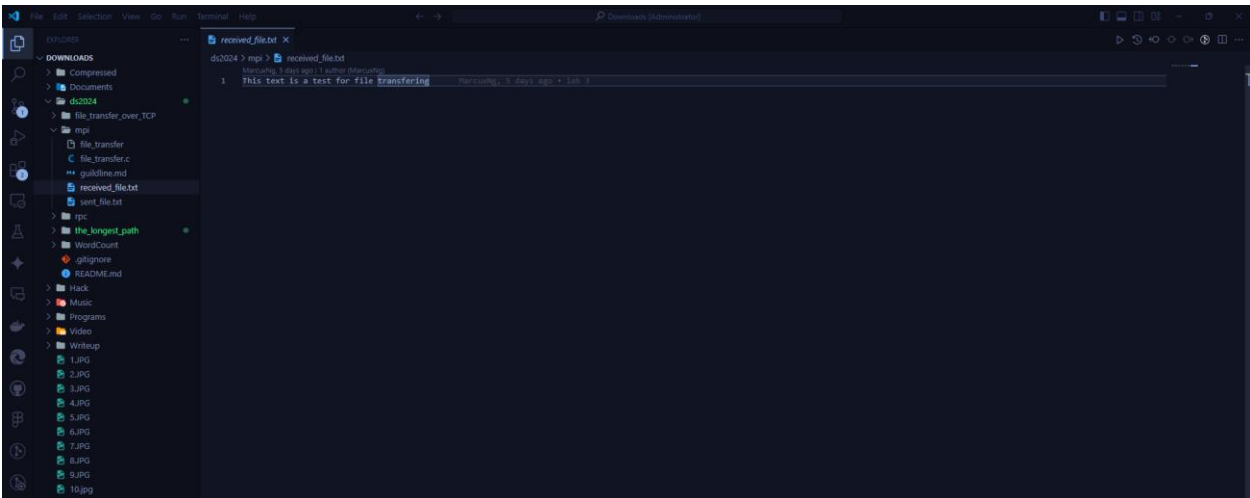 File Edit Selection View Go Run Terminal Help
Downloads [Administrator]
EXPLORER
received_file.txt
DOWNLOADS
ds2024 > mpi > received_file.txt
Compressed
MarcuxNg, 5 days ago | 1 author (MarcuxNg)
1 This text is a test for file transfering MarcuxNg, 5 days ago • lab 3
Documents
ds2024
file_transfer_over_TCP
mpi
file_transfer
file_transfer.c
guildline.md
received_file.txt
sent_file.txt
rpc
the_longest_path
WordCount
.gitignore
README.md
Hack
Music
Programs
Video
Writeup
1.JPG
2.JPG
3.JPG
4.JPG
5.JPG
6.JPG
7.JPG
8.JPG
9.JPG
10.jpg